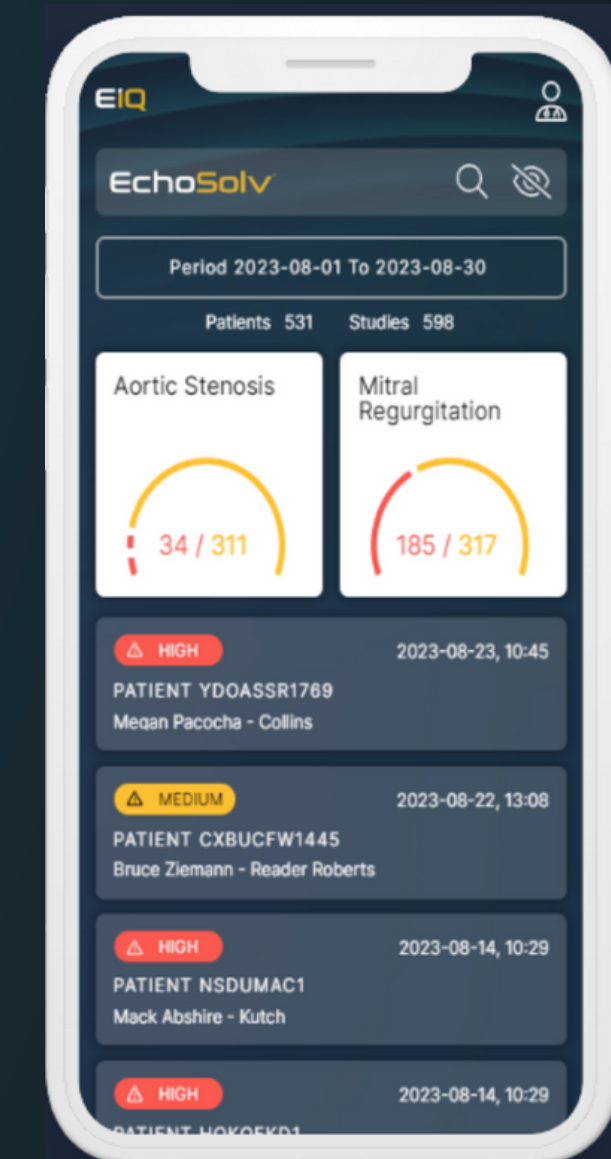 EiQ
EchoSolv
Period 2023-08-01 To 2023-08-30
Patients 531 Studies 598
Aortic Stenosis
34 / 311
Mitral
Regurgitation
185 / 317
HIGH 2023-08-23, 10:45
PATIENT YDOASSR1769
Megan Pacocha - Collins
MEDIUM 2023-08-22, 13:08
PATIENT CXBUCFW1445
Bruce Ziemann - Reader Roberts
HIGH 2023-08-14, 10:29
PATIENT NSDUMAC1
Mack Abshire - Kutch
HIGH 2023-08-14, 10:29
PATIENT